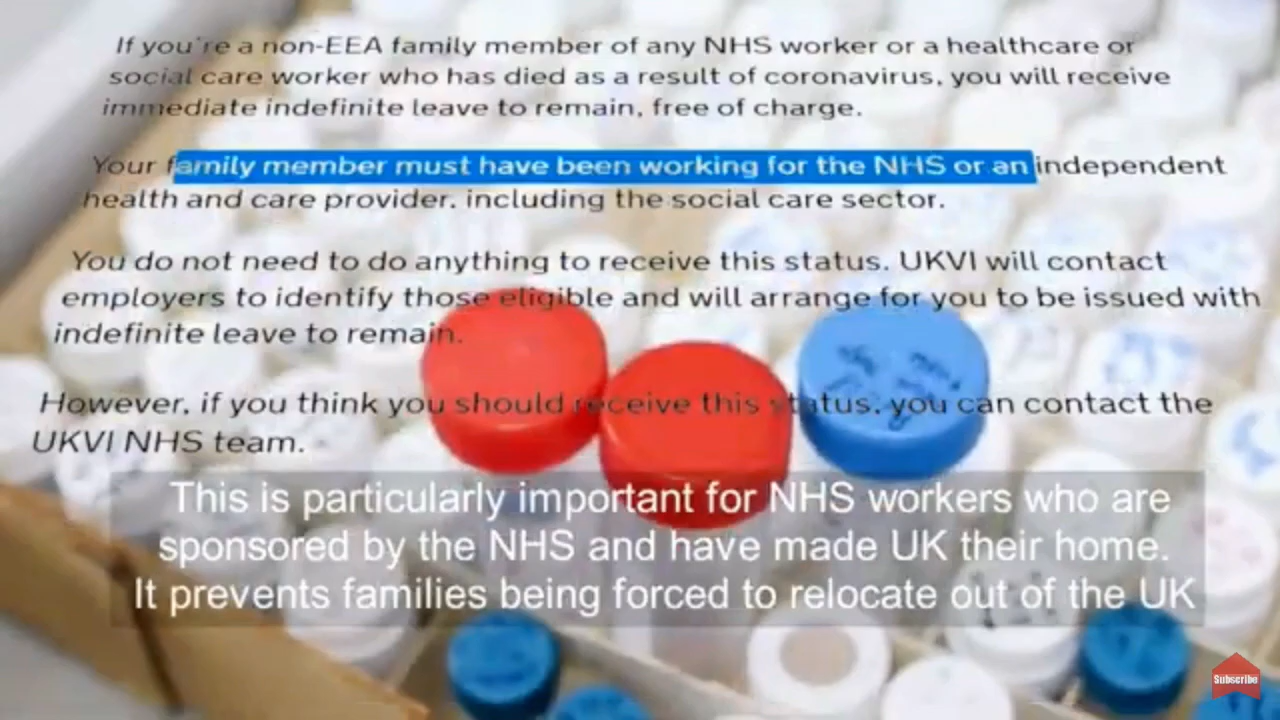 If you're a non-EEA family member of any NHS worker or a healthcare or
social care worker who has died as a result of coronavirus, you will receive
immediate indefinite leave to remain, free of charge.
Your family member must have been working for the NHS or an independent
health and care provider, including the social care sector.
You do not need to do anything to receive this status. UKVI will contact
employers to identify those eligible and will arrange for you to be issued with
indefinite leave to remain.
However, if you think you should receive this status, you can contact the
UKVI NHS team.
This is particularly important for NHS workers who are
sponsored by the NHS and have made UK their home.
It prevents families being forced to relocate out of the UK
Subscribe